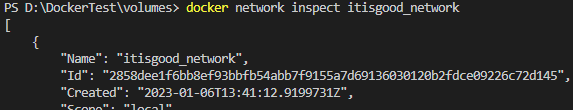 PS D:\DockerTest\volumes> docker network inspect itisgood_network
[
{
"Name": "itisgood_network",
"Id": "2858dee1f6bb8ef93bbfb54abb7f9155a7d69136030120b2fdce09226c72d145",
"Created": "2023-01-06T13:41:12.9199731Z",
"Scope": "local"